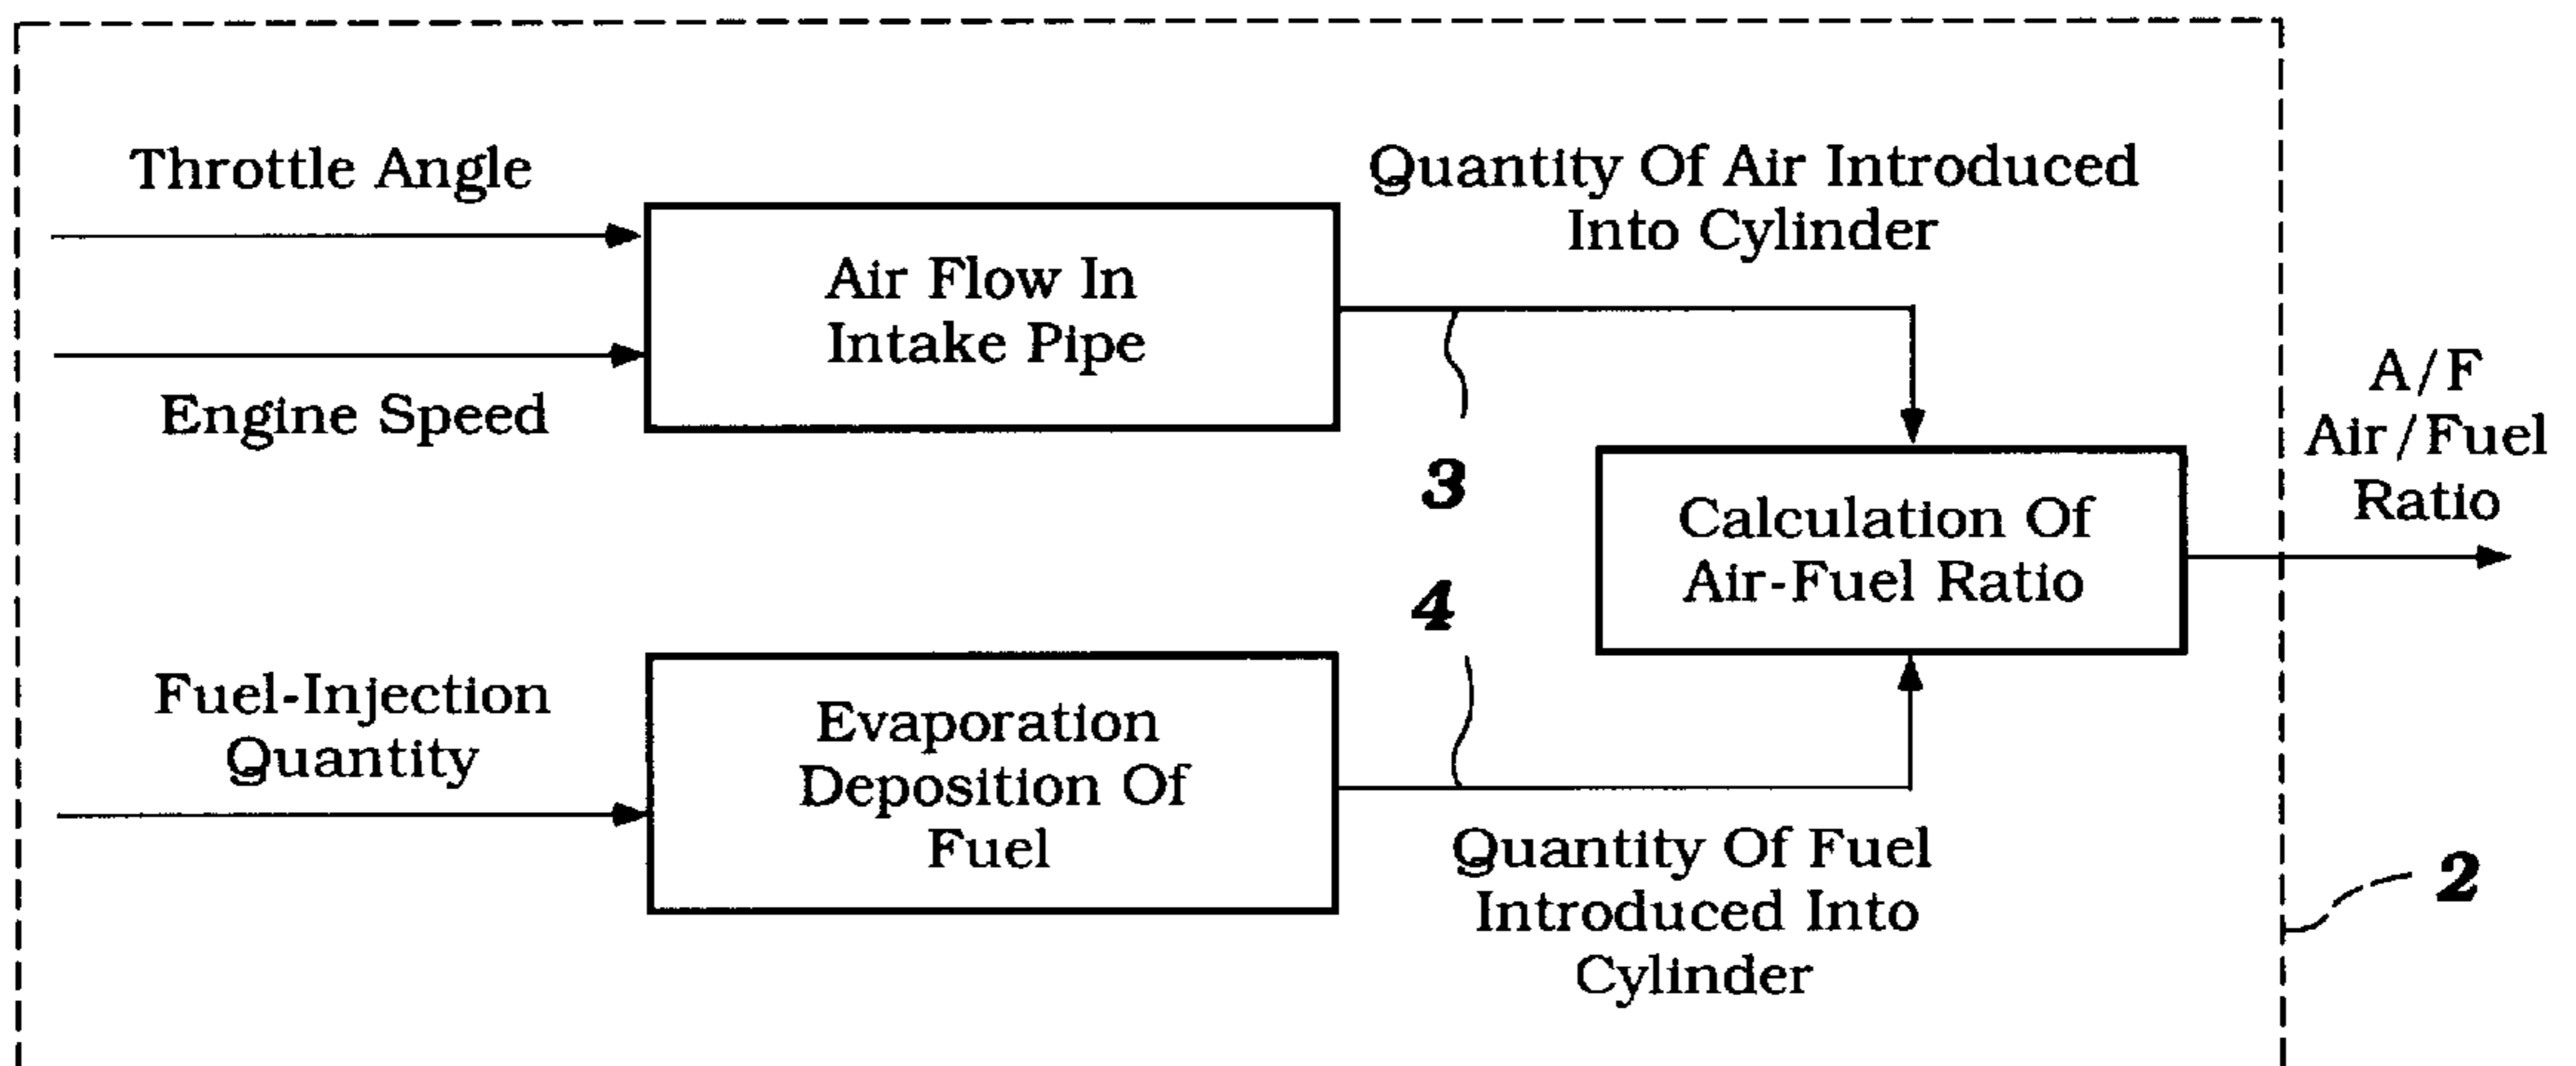 Throttle Angle
Engine Speed
Air Flow In
Intake Pipe
Quantity Of Air Introduced
Into Cylinder
3
A/F
Air/Fuel
Ratio
Calculation Of
Air-Fuel Ratio
4
Fuel-Injection
Quantity
Evaporation
Deposition Of
Fuel
Quantity Of Fuel
Introduced Into
Cylinder
2